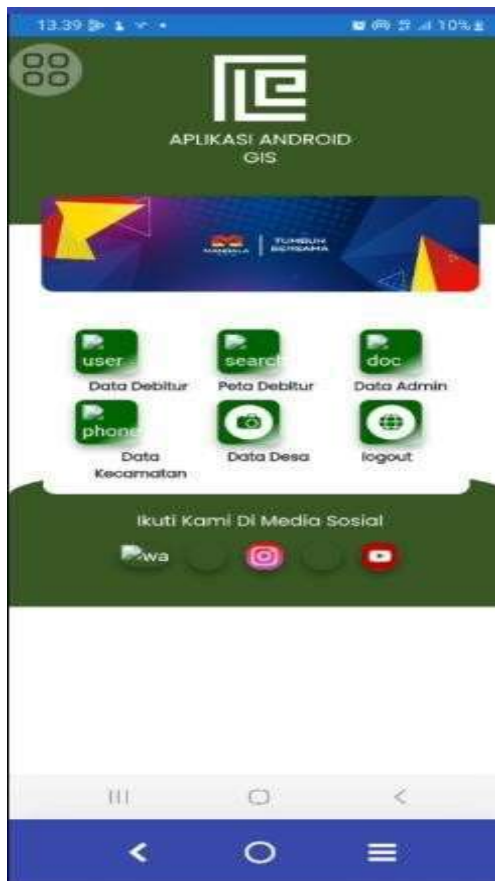 13.39
10%
APLIKASI ANDROID
GIS
MANDALA
TUMBUH
BERSAMA
user
search
doc
Data Debitur
Peta Debitur
Data Admin
phone
Data
Kecamatan
Data Desa
logout
Ikuti Kami Di Media Sosial
wa